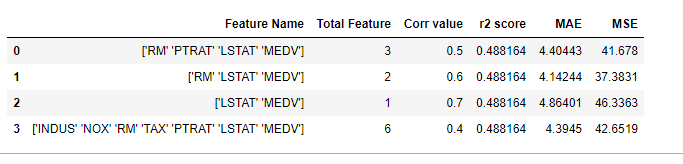 Feature Name Total Feature Corr value r2 score MAE MSE
0 ['RM' 'PTRAT' 'LSTAT' 'MEDV'] 3 0.5 0.488164 4.40443 41.678
1 ['RM' 'LSTAT' 'MEDV'] 2 0.6 0.488164 4.14244 37.3831
2 ['LSTAT' 'MEDV'] 1 0.7 0.488164 4.86401 46.3363
3 ['INDUS' 'NOX' 'RM' 'TAX' 'PTRAT' 'LSTAT' 'MEDV'] 6 0.4 0.488164 4.3945 42.6519